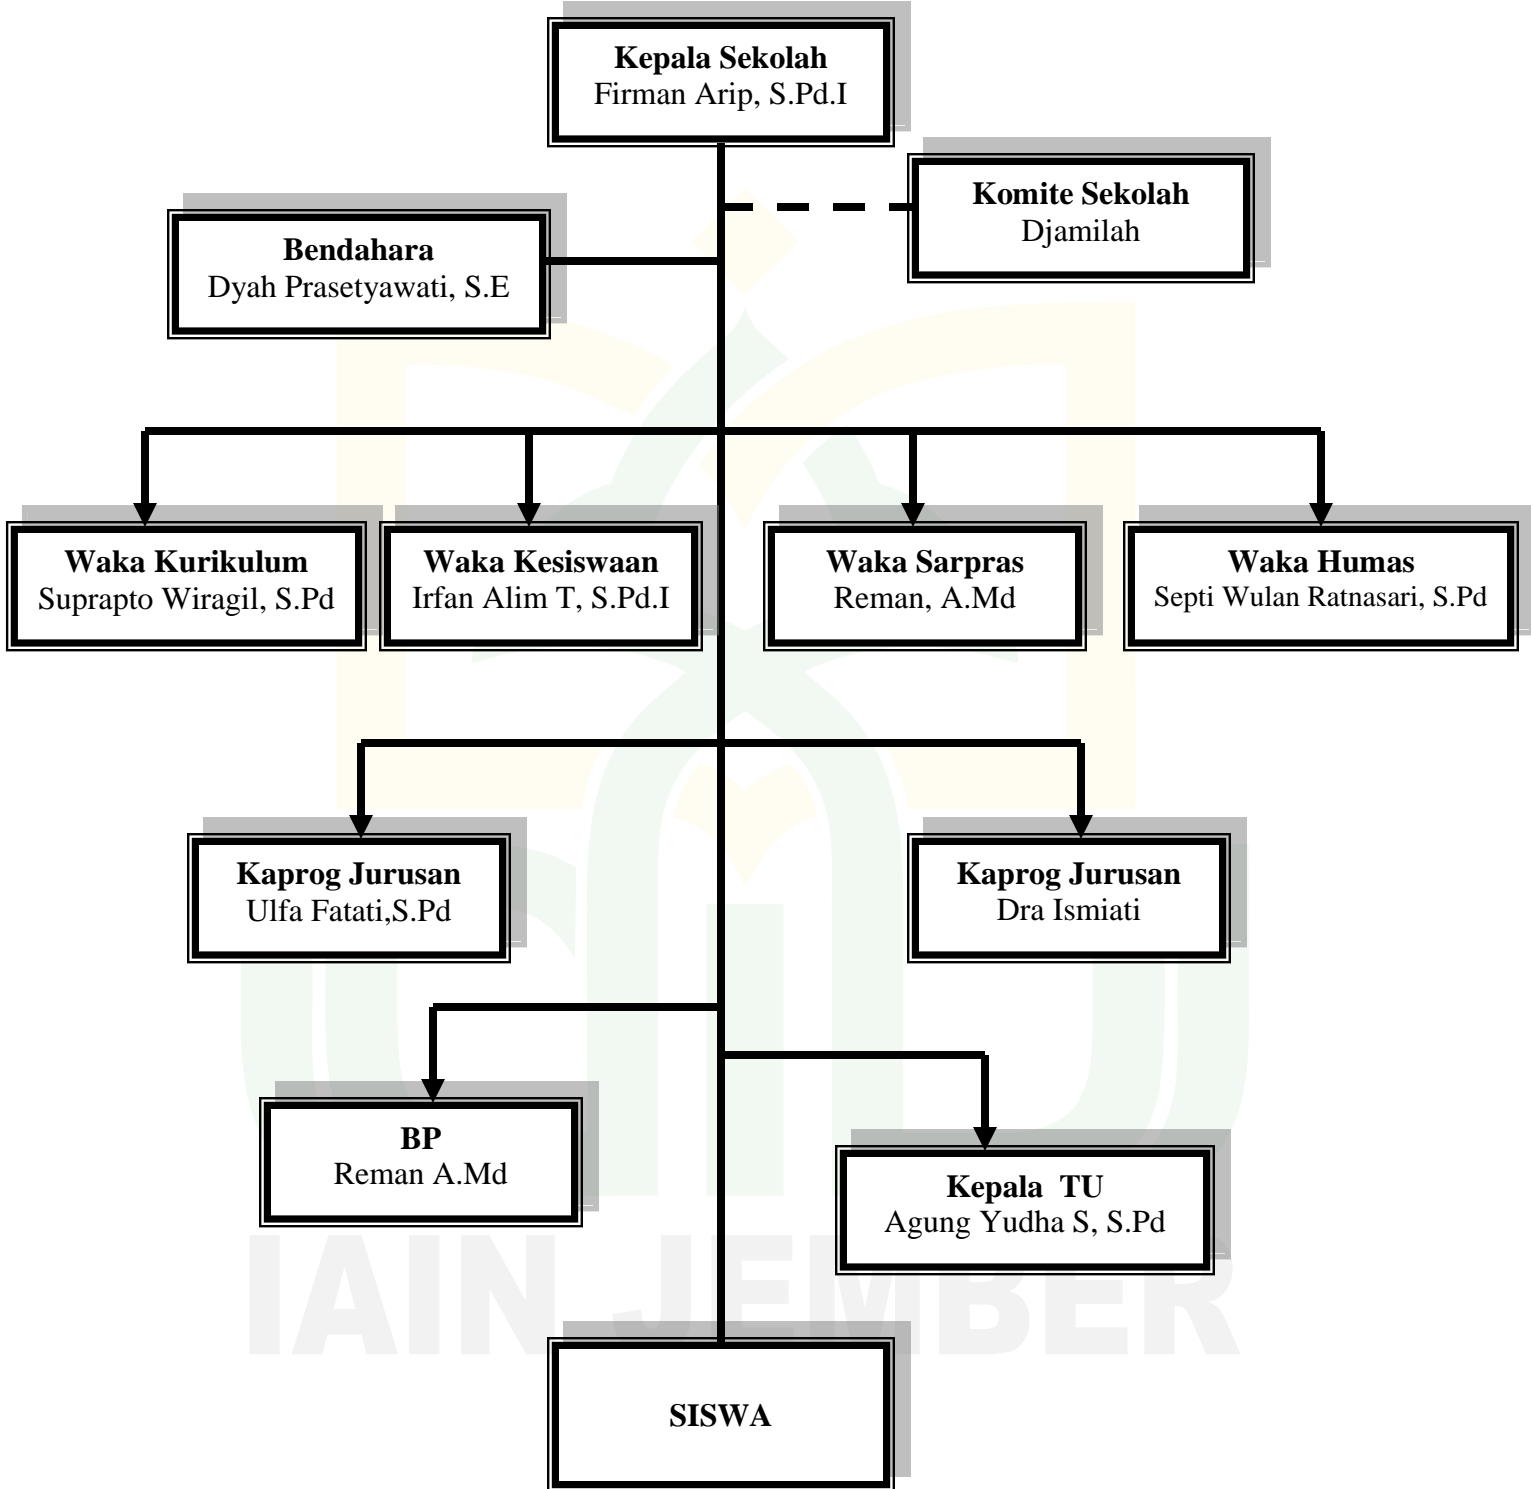 Kepala Sekolah
Firman Arip, S.Pd.I
Komite Sekolah
Djamilah
Bendahara
Dyah Prasetyawati, S.E
Waka Kurikulum
Suprapto Wiragil, S.Pd
Waka Kesiswaan
Irfan Alim T, S.Pd.I
Waka Sarpras
Reman, A.Md
Waka Humas
Septi Wulan Ratnasari, S.Pd
Kaprog Jurusan
Ulfa Fatati,S.Pd
Kaprog Jurusan
Dra Ismiati
BP
Reman A.Md
Kepala  TU
Agung Yudha S, S.Pd
IAIN JEMBER
SISWA